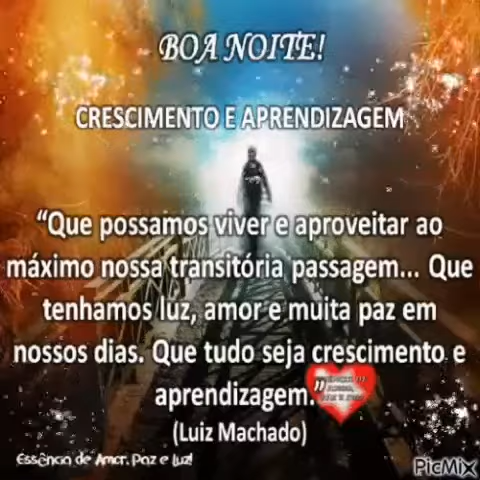 BOA NOITE!
CRESCIMENTO E APRENDIZAGEM
“Que possamos viver e aproveitar ao
máximo nossa transitória passagem... Que
tenhamos luz, amor e muita paz em
nossos dias. Que tudo seja crescimento e
aprendizagem.”
(Luiz Machado)
Essência de Amor, Paz e Luz!
PicMix